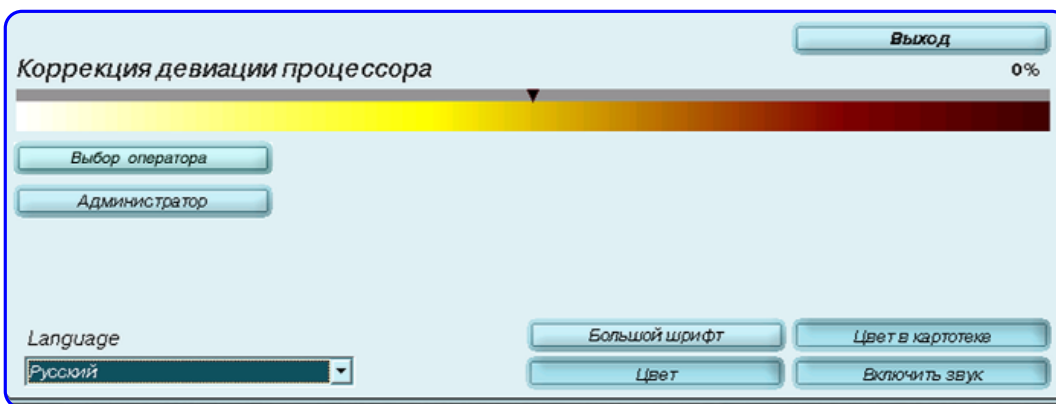 Выход
Коррекция девиации процессора 0%
Выбор оператора
Администратор
Language
Большой шрифт Цвет в картотеке
Русский
Цвет Включить звук